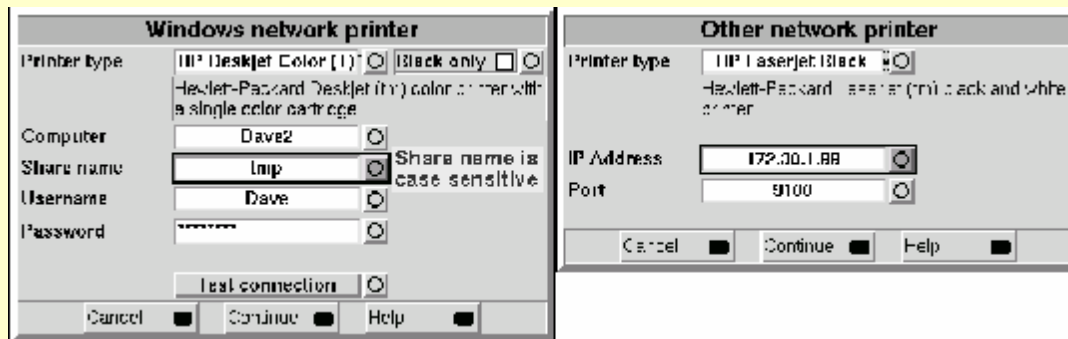 Windows network printer
Printer type HP Deskjet Color (1) Black only
Hewlett-Packard Deskjet (tm) color printer with
a single color cartridge
Computer Dave2
Share name tmp
Share name is
case sensitive
Username Dave
Password *******
Test connection
Cancel Continue Help
Other network printer
Printer type HP Laserjet Black
Hewlett-Packard Laserjet (tm) black and white
printer
IP Address 172.30.1.99
Port 9100
Cancel Continue Help